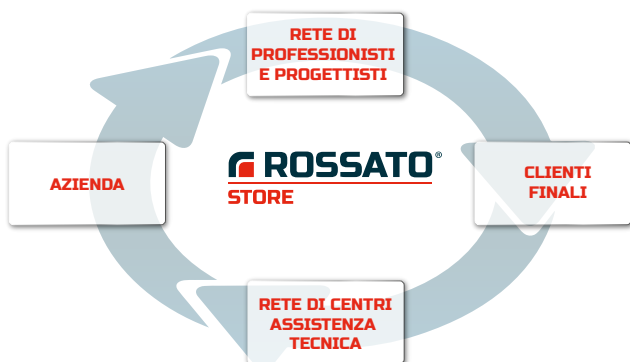 RETE DI
PROFESSIONISTI
E PROGETTISTI
AZIENDA
ROSSATO®
STORE
CLIENTI
FINALI
RETE DI CENTRI
ASSISTENZA
TECNICA